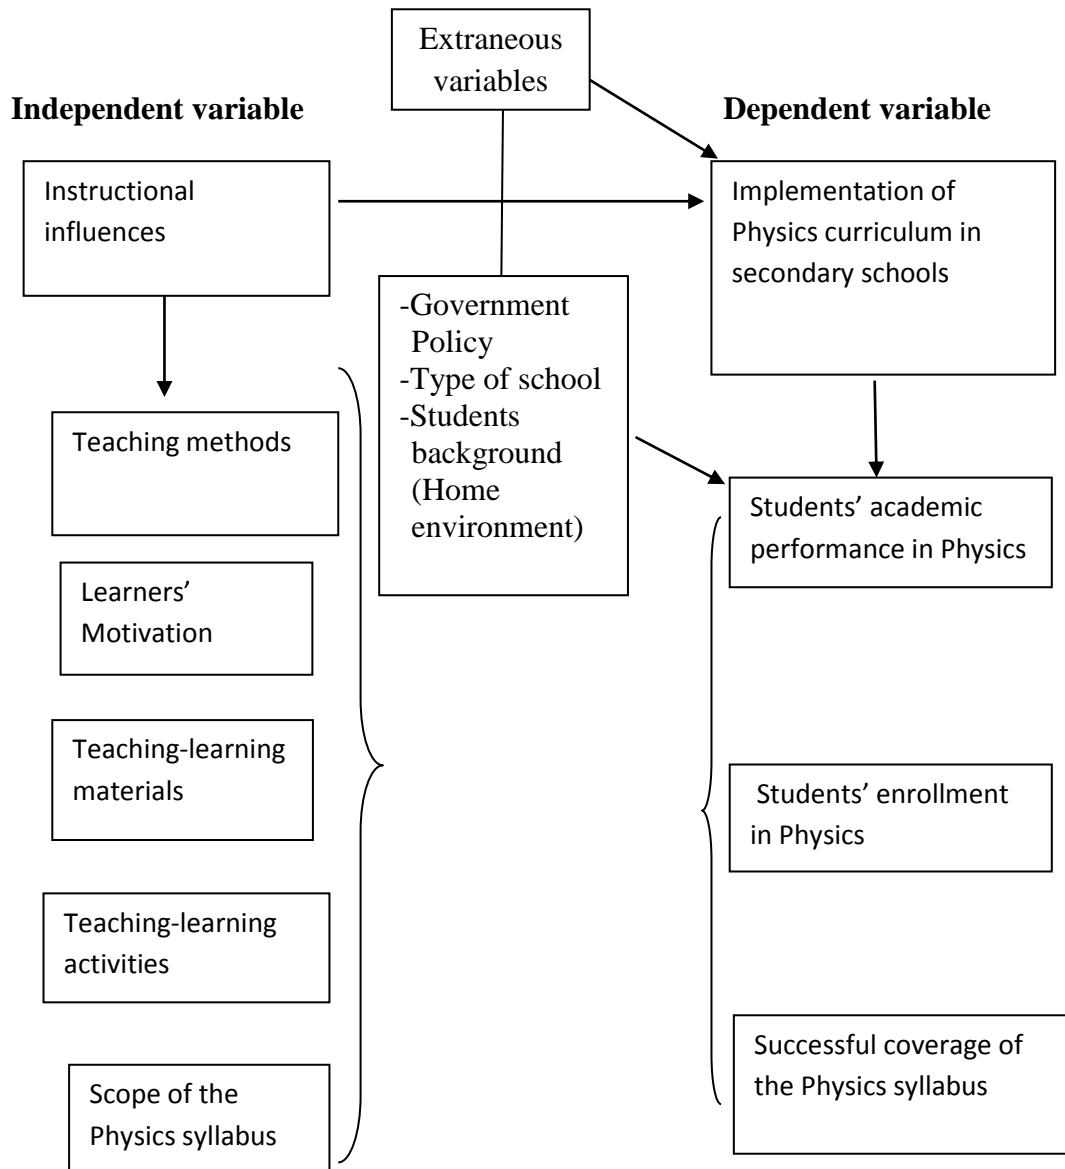 Extraneous
variables
Independent variable
Dependent variable
Instructional
influences
Implementation of
Physics curriculum in
secondary schools
-Government
Policy
-Type of school
-Students
background
(Home
environment)
Teaching methods
Students’ academic
performance in Physics
Learners’
Motivation
Teaching-learning
materials
Students’ enrollment
in Physics
Teaching-learning
activities
Successful coverage of
the Physics syllabus
Scope of the
Physics syllabus